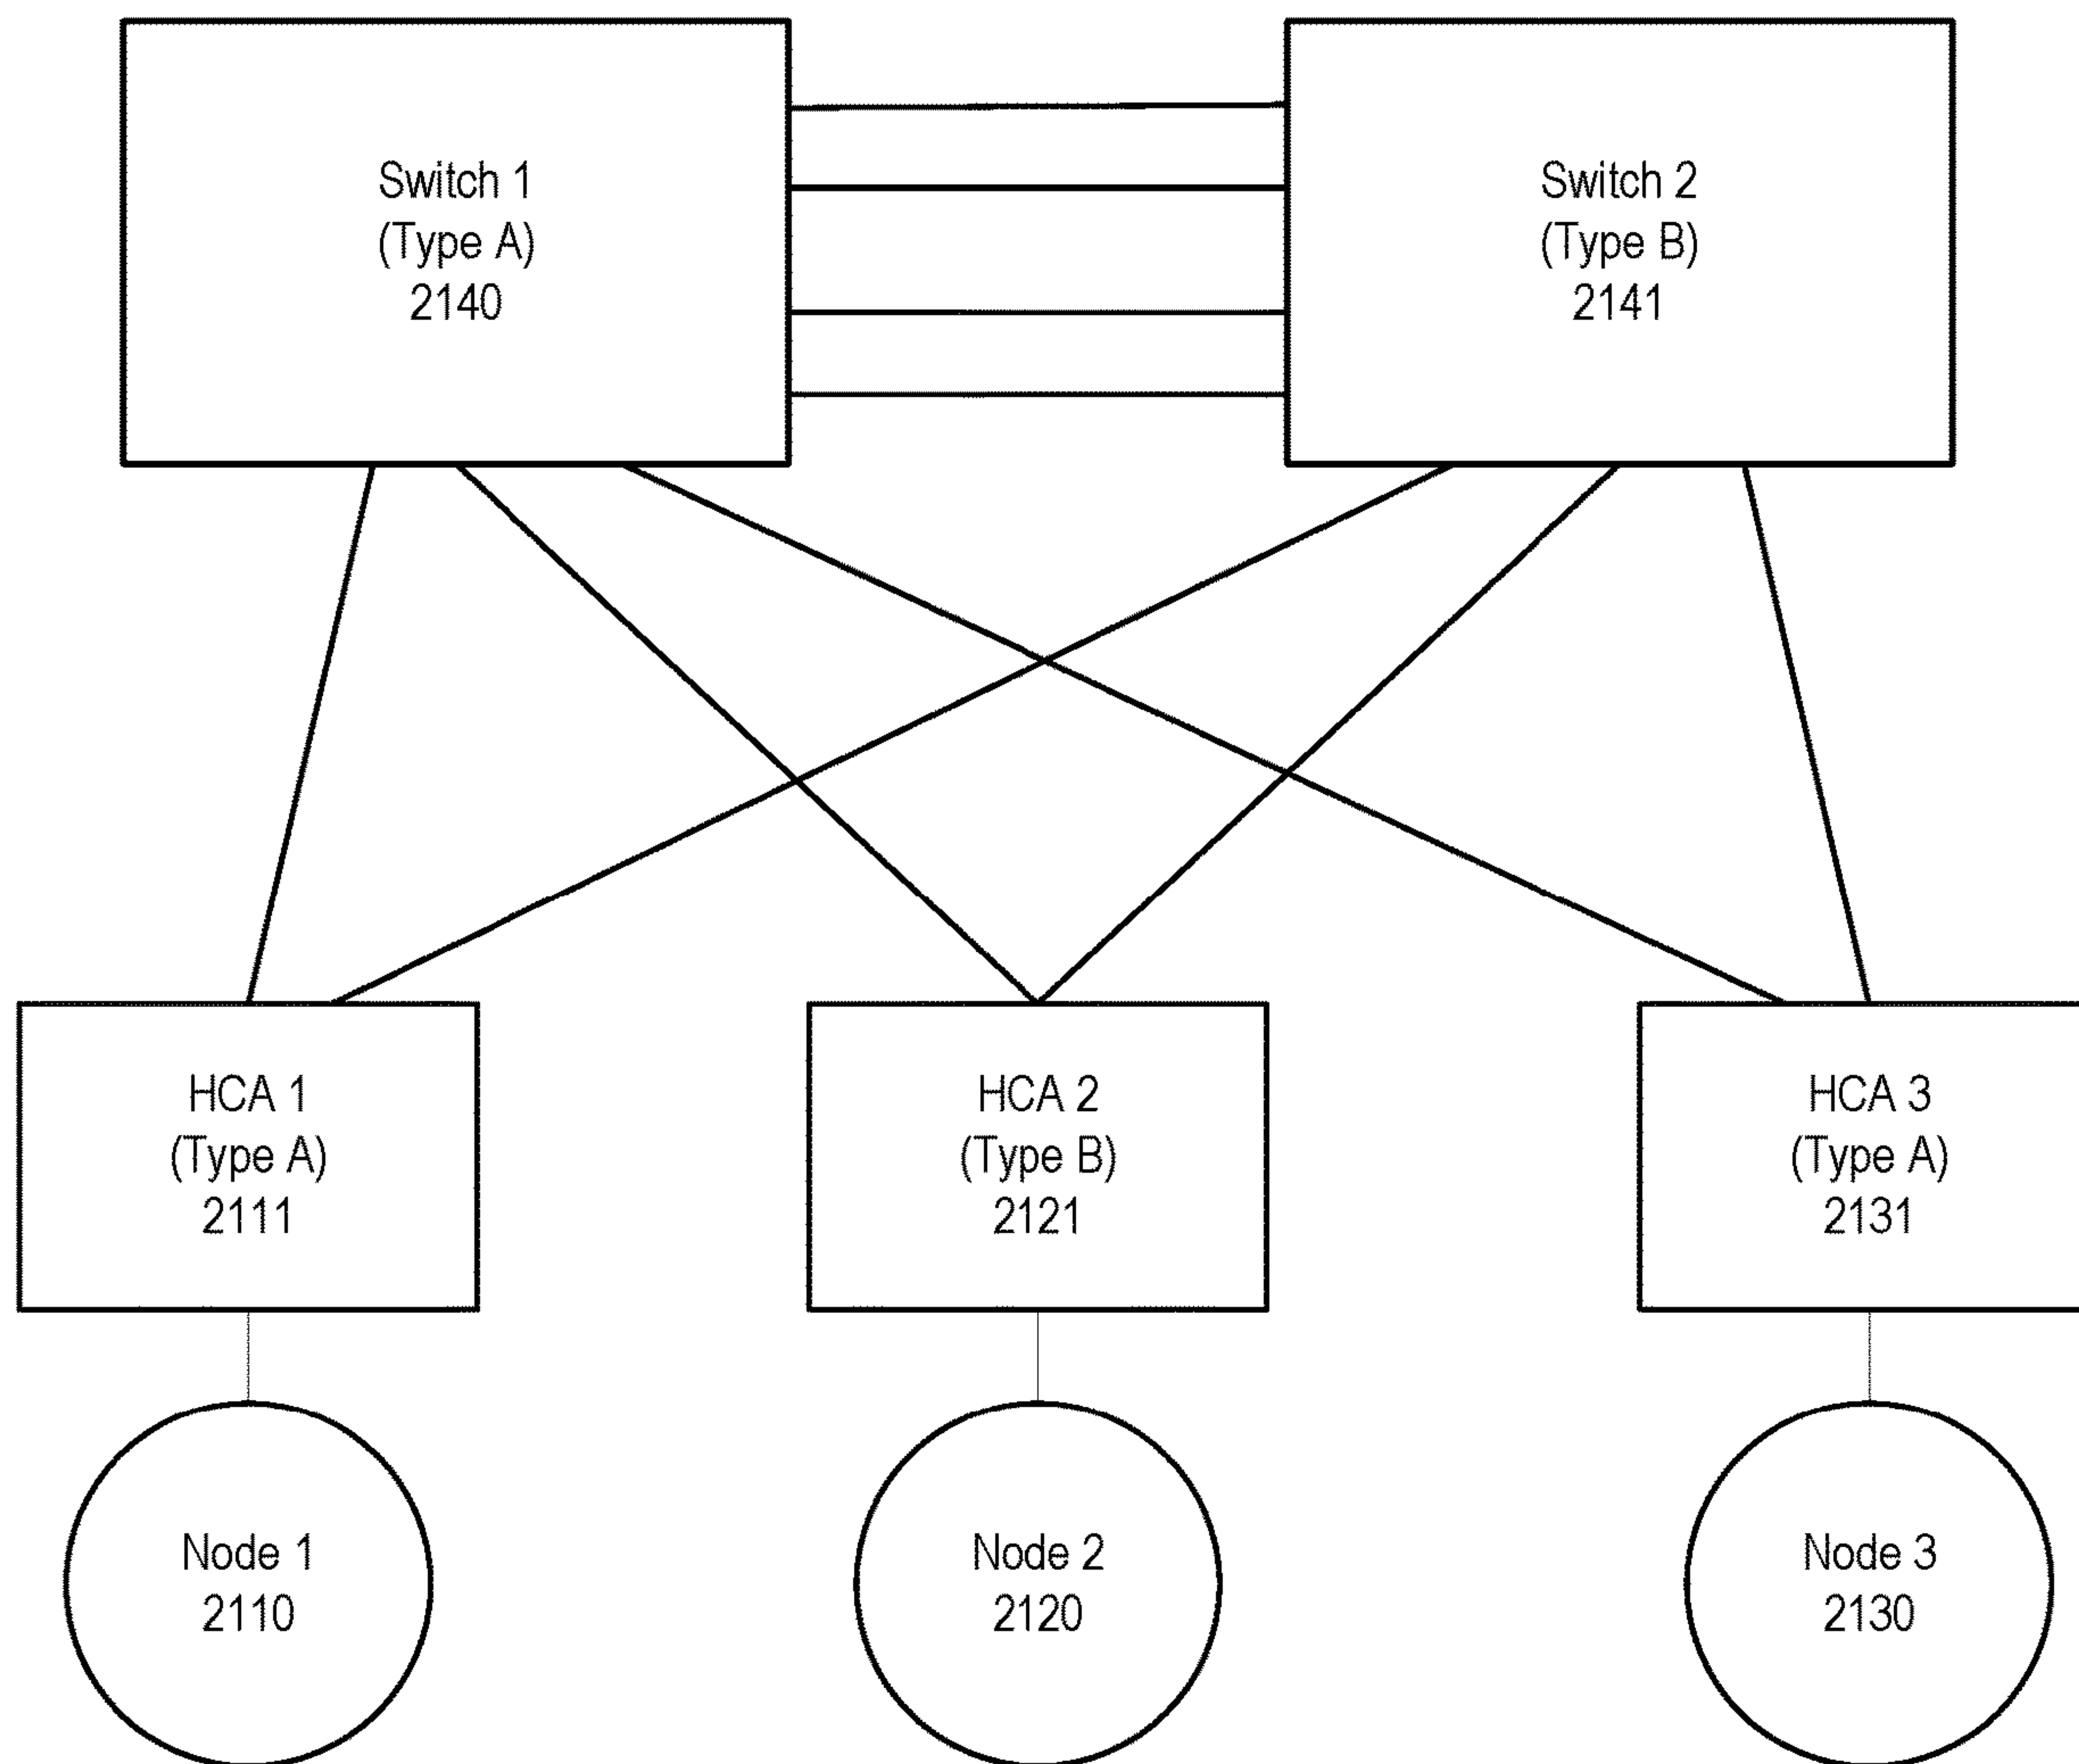 Switch 1
(Type A)
2140
Switch 2
(Type B)
2141
HCA 1
(Type A)
2111
HCA 2
(Type B)
2121
HCA 3
(Type A)
2131
Node 1
2110
Node 2
2120
Node 3
2130